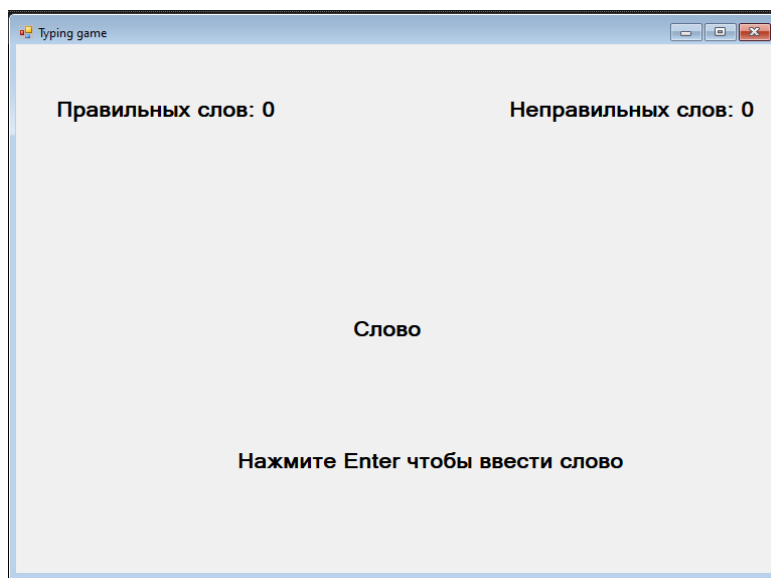 Typing game
Правильных слов: 0
Неправильных слов: 0
Слово
Нажмите Enter чтобы ввести слово